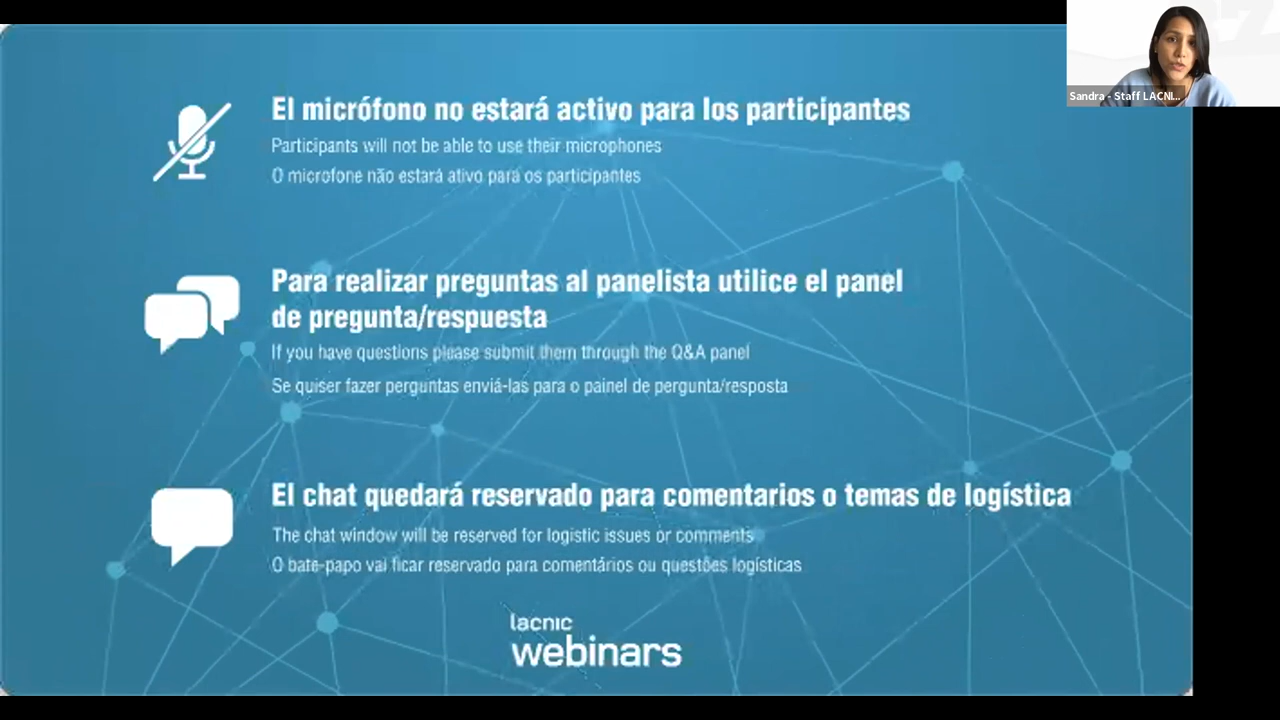 El micrófono no estará activo para los participantes
Participants will not be able to use their microphones
O microfone não estará ativo para os participantes
Para realizar preguntas al panelista utilice el panel
de pregunta/respuesta
If you have questions please submit them through the Q&A panel
Se quiser fazer perguntas enviá-las para o painel de pergunta/resposta
El chat quedará reservado para comentarios o temas de logística
The chat window will be reserved for logistic issues or comments
O bate-papo vai ficar reservado para comentários ou questões logísticas
lacnic
webinars
Sandra - Staff LACNI...